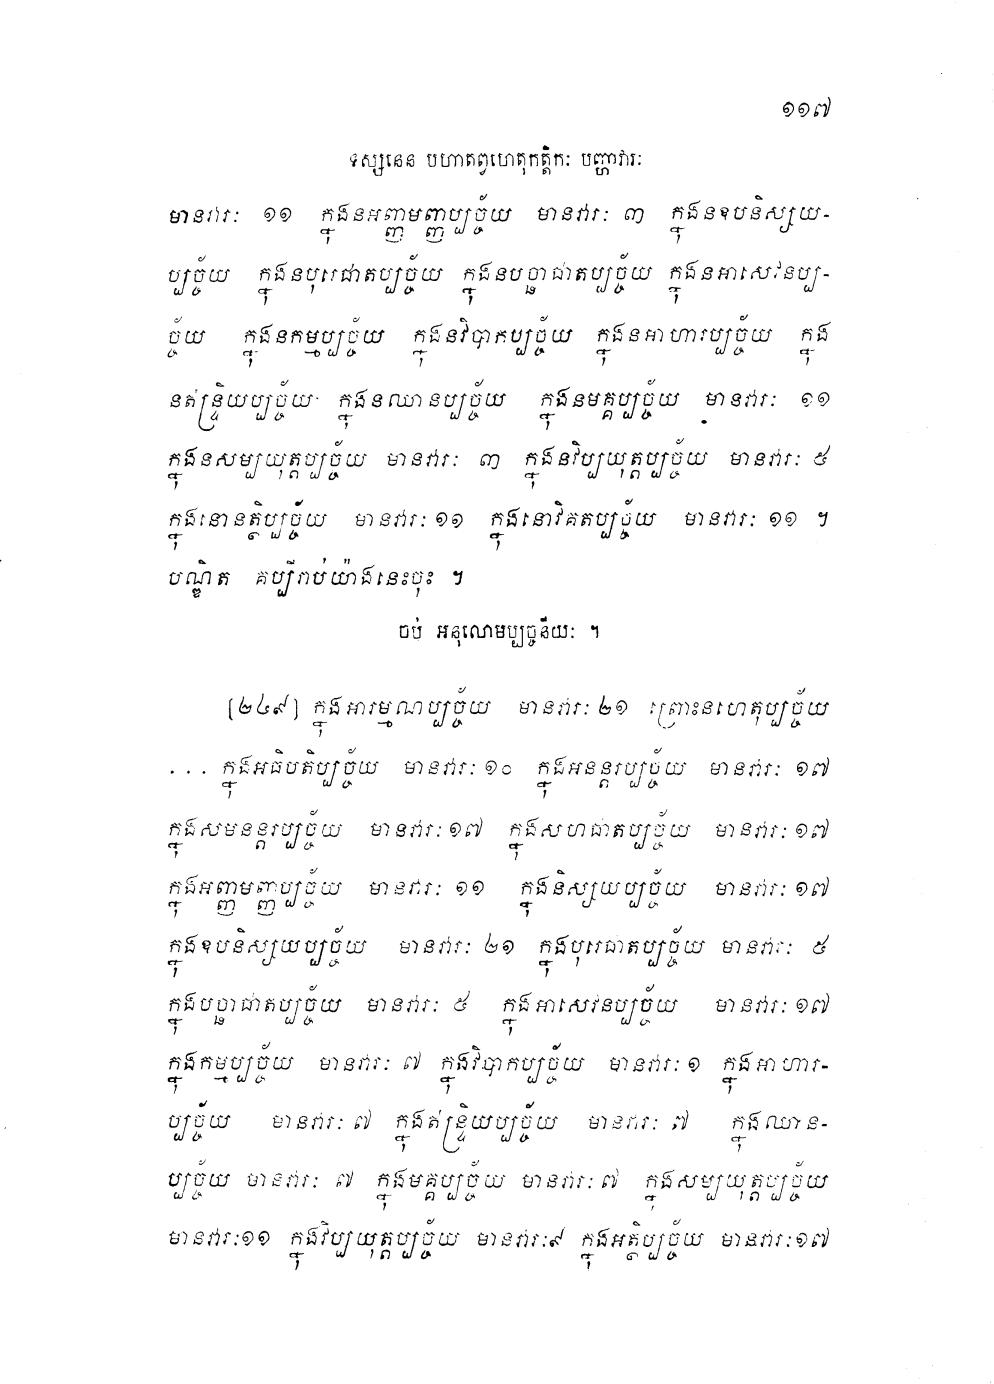 ១១៧
ទស្សនេន បហាតព្វហេតុកត្តិកៈ បញ្ហាវារៈ
មានវារៈ ១១ ក្នុងនអញ្ញមញ្ញប្បច្ច័យ មានវារៈ ៣ ក្នុងនឧបនិស្សយ-
ប្បច្ច័យ ក្នុងនបុរេជាតប្បច្ច័យ ក្នុងនបច្ឆាជាតប្បច្ច័យ ក្នុងនអាសេវនប្ប-
ច្ច័យ ក្នុងនកម្មប្បច្ច័យ ក្នុងនវិបាកប្បច្ច័យ ក្នុងនអាហារប្បច្ច័យ ក្នុង
នឥន្ទ្រិយប្បច្ច័យ ក្នុងនឈានប្បច្ច័យ ក្នុងនមគ្គប្បច្ច័យ មានវារៈ ១១
ក្នុងនសម្បយុត្តប្បច្ច័យ មានវារៈ ៣ ក្នុងនវិប្បយុត្តប្បច្ច័យ មានវារៈ ៥
ក្នុងនោនត្ថិប្បច្ច័យ មានវារៈ ១១ ក្នុងនោវិគតប្បច្ច័យ មានវារៈ ១១ ។
បណ្ឌិត គប្បីរាប់យ៉ាងនេះចុះ ។
ចប់ អនុលោមប្បច្ចនីយៈ ។
[២៤៩] ក្នុងអារម្មណប្បច្ច័យ មានវារៈ ២១ ព្រោះនហេតុប្បច្ច័យ
... ក្នុងអធិបតិប្បច្ច័យ មានវារៈ ១០ ក្នុងអនន្តរប្បច្ច័យ មានវារៈ ១៧
ក្នុងសមនន្តរប្បច្ច័យ មានវារៈ ១៧ ក្នុងសហជាតប្បច្ច័យ មានវារៈ ១៧
ក្នុងអញ្ញមញ្ញប្បច្ច័យ មានវារៈ ១១ ក្នុងនិស្សយប្បច្ច័យ មានវារៈ ១៧
ក្នុងឧបនិស្សយប្បច្ច័យ មានវារៈ ២១ ក្នុងបុរេជាតប្បច្ច័យ មានវារៈ ៥
ក្នុងបច្ឆាជាតប្បច្ច័យ មានវារៈ ៥ ក្នុងអាសេវនប្បច្ច័យ មានវារៈ ១៧
ក្នុងកម្មប្បច្ច័យ មានវារៈ ៧ ក្នុងវិបាកប្បច្ច័យ មានវារៈ ១ ក្នុងអាហារ-
ប្បច្ច័យ មានវារៈ ៧ ក្នុងឥន្ទ្រិយប្បច្ច័យ មានវារៈ ៧ ក្នុងឈាន-
ប្បច្ច័យ មានវារៈ ៧ ក្នុងមគ្គប្បច្ច័យ មានវារៈ ៧ ក្នុងសម្បយុត្តប្បច្ច័យ
មានវារៈ ១១ ក្នុងវិប្បយុត្តប្បច្ច័យ មានវារៈ ៩ ក្នុងអត្ថិប្បច្ច័យ មានវារៈ ១៧